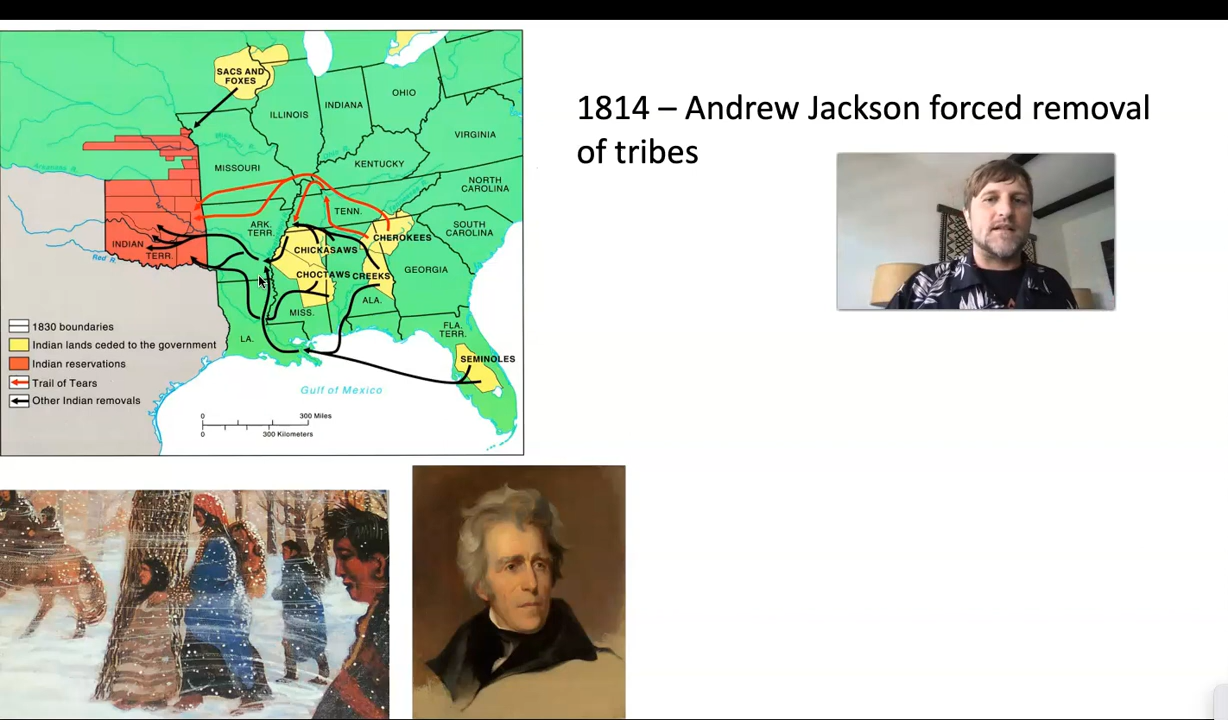 1814 – Andrew Jackson forced removal
of tribes
SACS AND
FOXES
ILLINOIS
INDIANA
OHIO
VIRGINIA
Missouri R.
Ohio R.
MISSOURI
KENTUCKY
Arkansas R.
NORTH
CAROLINA
TENN.
ARK.
TERR.
SOUTH
CAROLINA
CHEROKEES
INDIAN
TERR.
CHICKASAWS
Red R.
CHOCTAWS
CREEKS
GEORGIA
ALA.
MISS.
LA.
FLA.
TERR.
SEMINOLES
1830 boundaries
Indian lands ceded to the government
Indian reservations
Trail of Tears
Other Indian removals
Gulf of Mexico
0 300 Miles
0 300 Kilometers